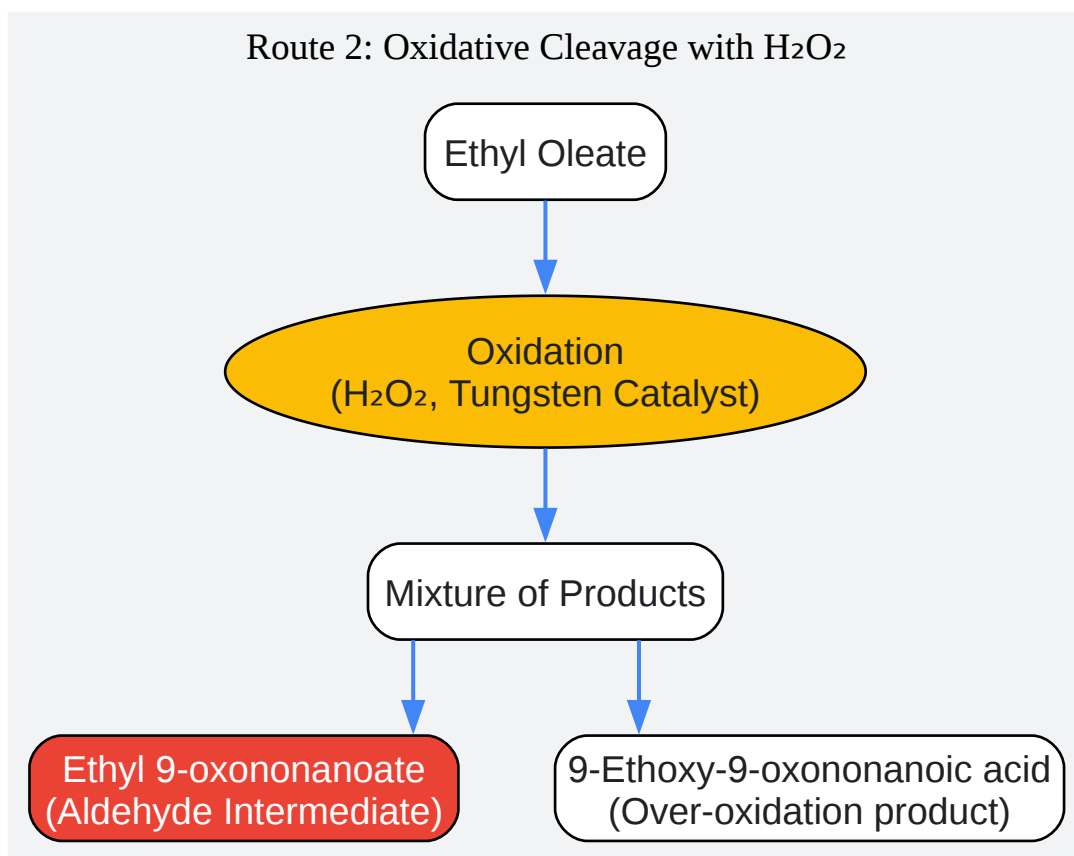 Route 2: Oxidative Cleavage with H₂O₂
Ethyl Oleate
Oxidation
(H₂O₂, Tungsten Catalyst)
Mixture of Products
Ethyl 9-oxononanoate
(Aldehyde Intermediate)
9-Ethoxy-9-oxononanoic acid
(Over-oxidation product)